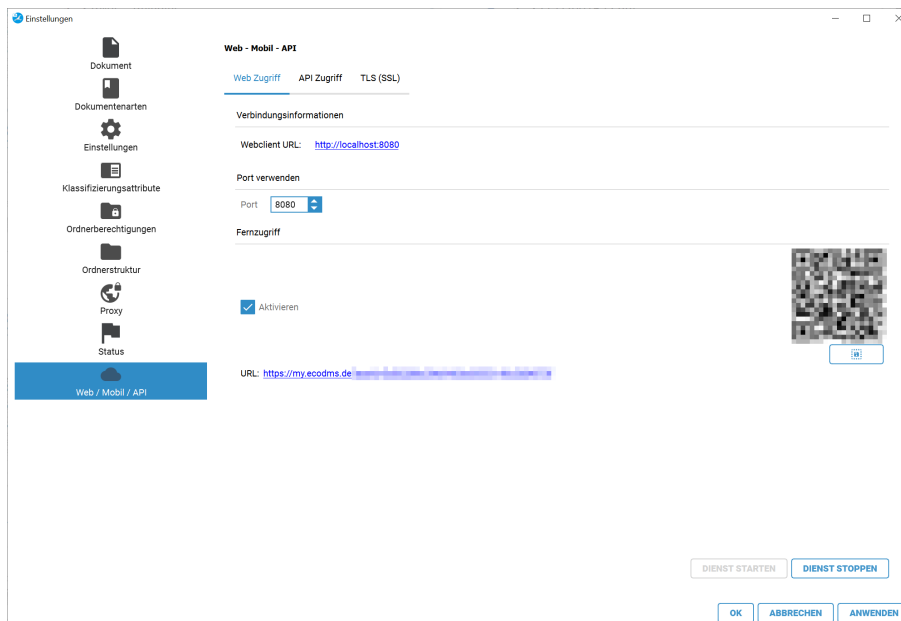 Einstellungen
Dokument
Dokumentenarten
Einstellungen
Klassifizierungsattribute
Ordnerberechtigungen
Ordnerstruktur
Proxy
Status
Web / Mobil / API
Web - Mobil - API
Web Zugriff API Zugriff TLS (SSL)
Verbindungsinformationen
Webclient URL: http://localhost:8080
Port verwenden
Port 8080
Fernzugriff
Aktivieren
URL: https://my.ecodms.de
DIENST STARTEN DIENST STOPPEN
OK ABBRECHEN ANWENDEN